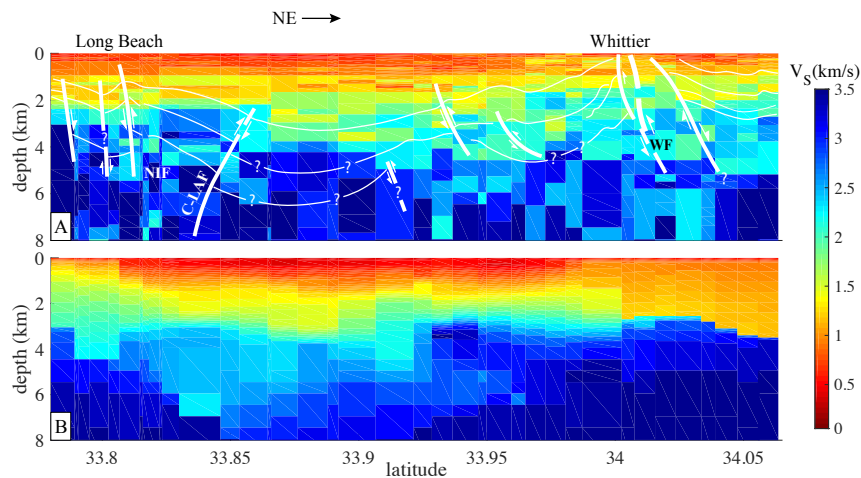 NE
Long Beach
Whittier
V_S(km/s)
0
2
4
6
8
depth (km)
?
?
NIF
C-LAF
?
?
?
?
?
?
?
WF
?
A
3.5
3
2.5
2
1.5
1
0.5
0
0
2
4
6
8
depth (km)
B
33.8
33.85
33.9
33.95
34
34.05
latitude